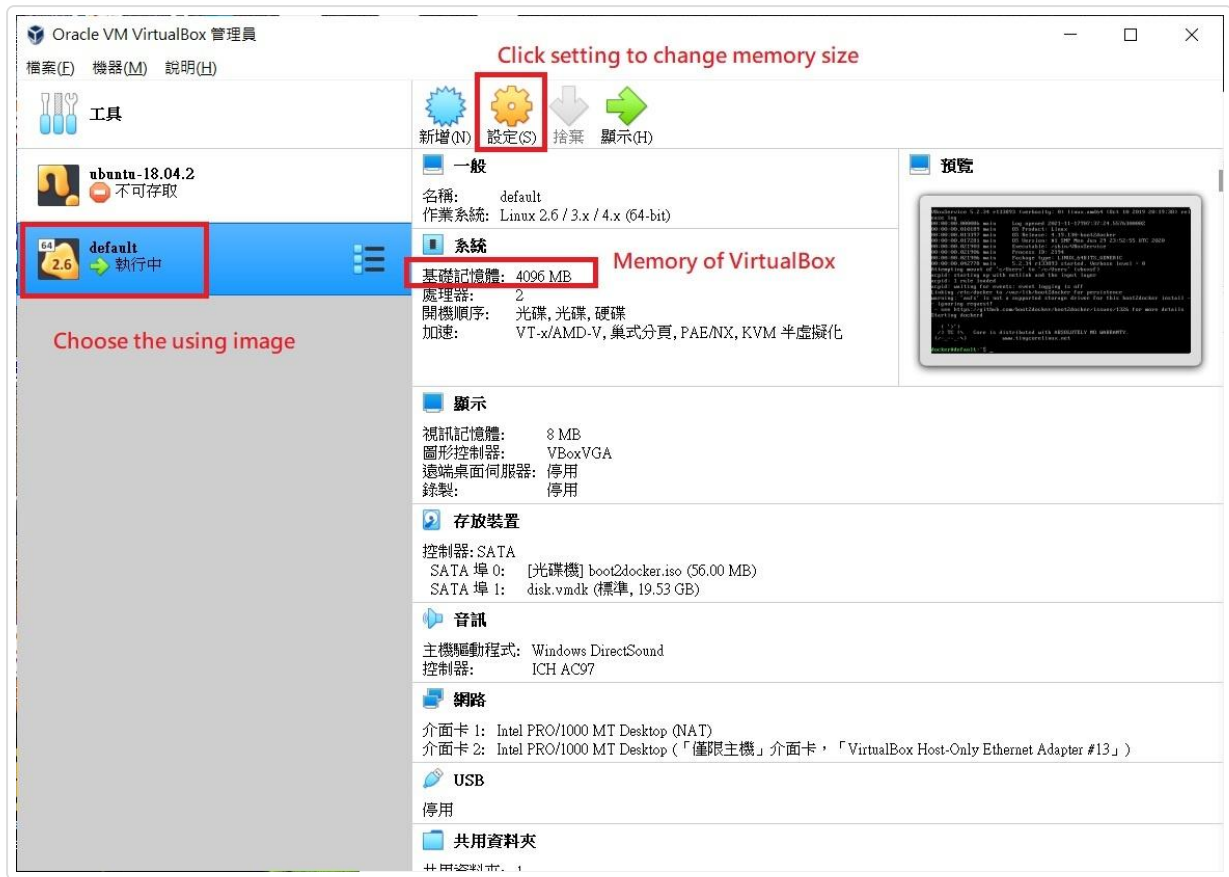 Oracle VM VirtualBox 管理員
Click setting to change memory size
檔案(F) 機器(M) 說明(H)
工具
新增(N) 設定(S) 捨棄 顯示(H)
ubuntu-18.04.2
不可存取
64
2.6
default
執行中
Choose the using image
一般
名稱: default
作業系統: Linux 2.6 / 3.x / 4.x (64-bit)
系統
基礎記憶體: 4096 MB
Memory of VirtualBox
處理器: 2
開機順序: 光碟, 光碟, 硬碟
加速: VT-x/AMD-V, 巢式分頁, PAE/NX, KVM 半虛擬化
預覽
顯示
視訊記憶體: 8 MB
圖形控制器: VBoxVGA
遠端桌面伺服器: 停用
錄製: 停用
存放裝置
控制器: SATA
SATA 埠 0: [光碟機] boot2docker.iso (56.00 MB)
SATA 埠 1: disk.vmdk (標準, 19.53 GB)
音訊
主機驅動程式: Windows DirectSound
控制器: ICH AC97
網路
介面卡 1: Intel PRO/1000 MT Desktop (NAT)
介面卡 2: Intel PRO/1000 MT Desktop (「僅限主機」介面卡，「VirtualBox Host-Only Ethernet Adapter #13」)
USB
停用
共用資料夾
共用資料夾: 1